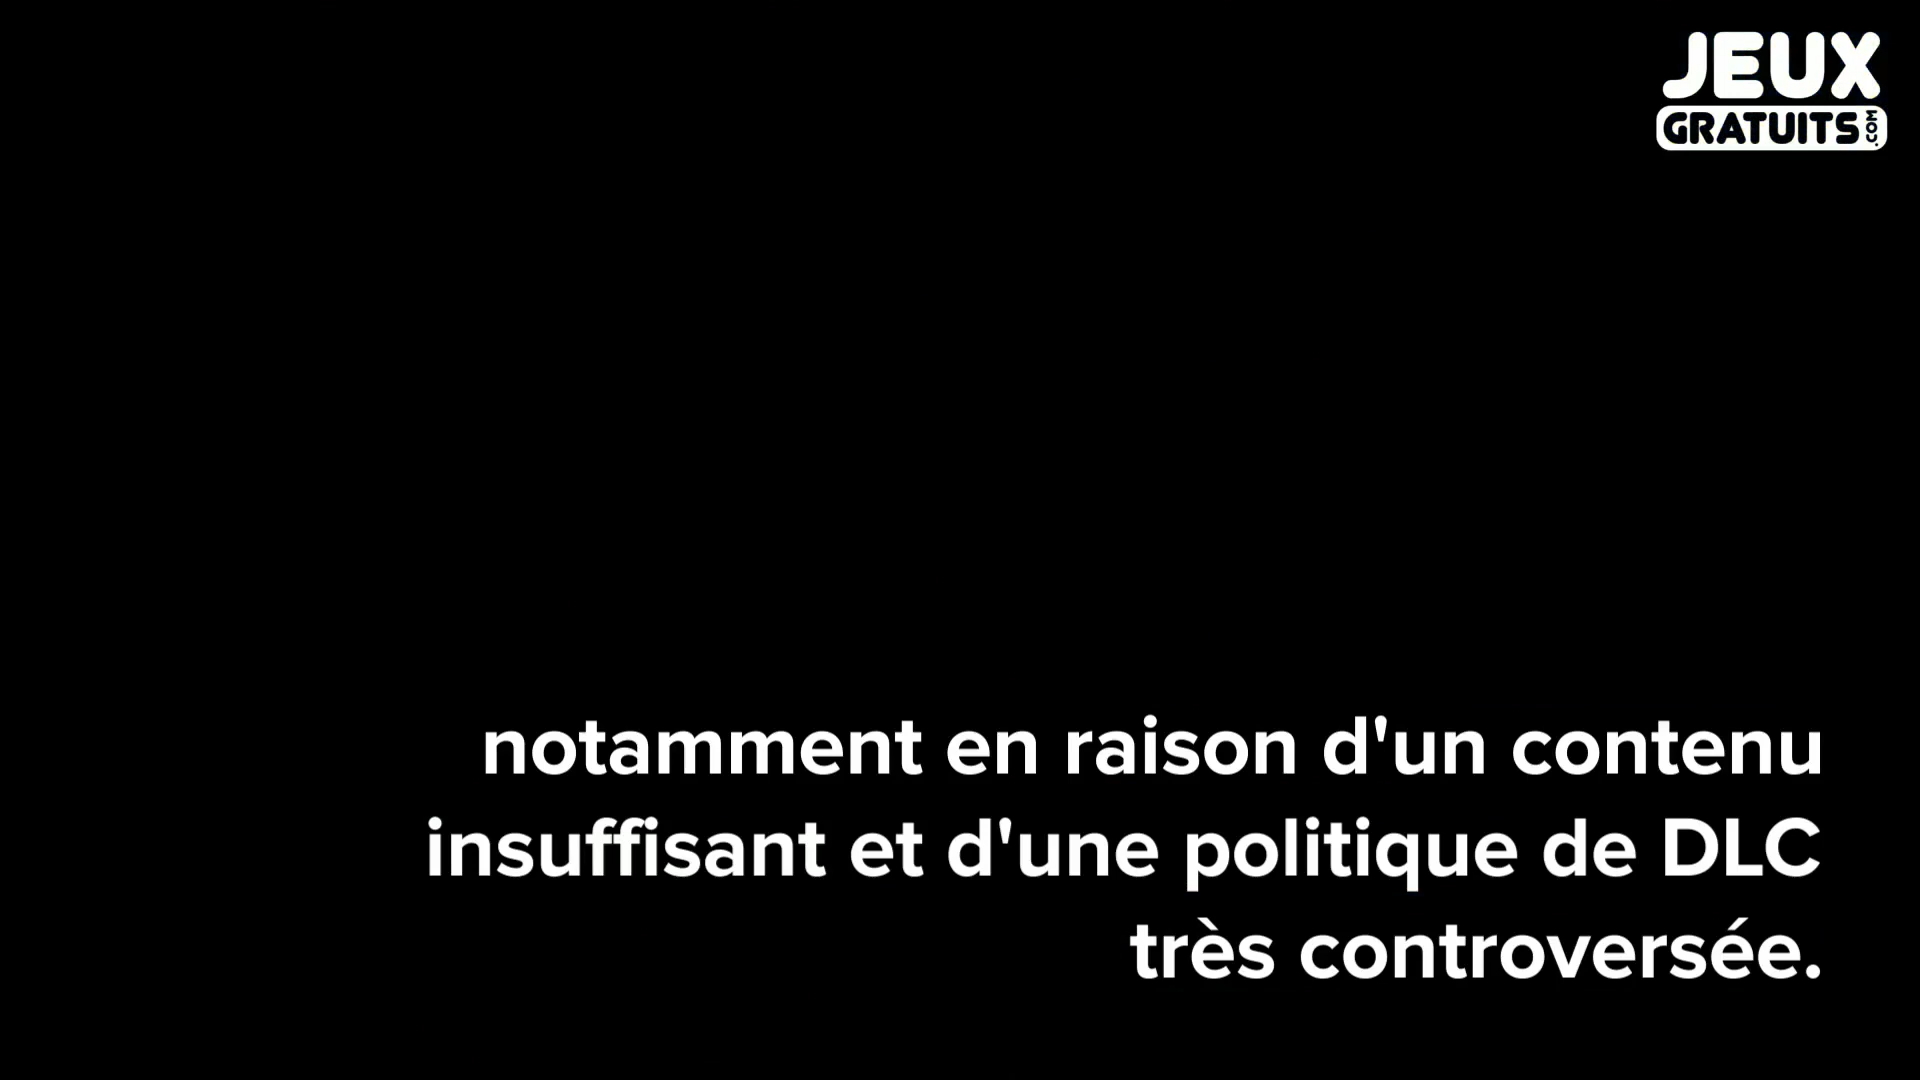 JEUX
GRATUITS.COM
notamment en raison d'un contenu
insuffisant et d'une politique de DLC
très controversée.